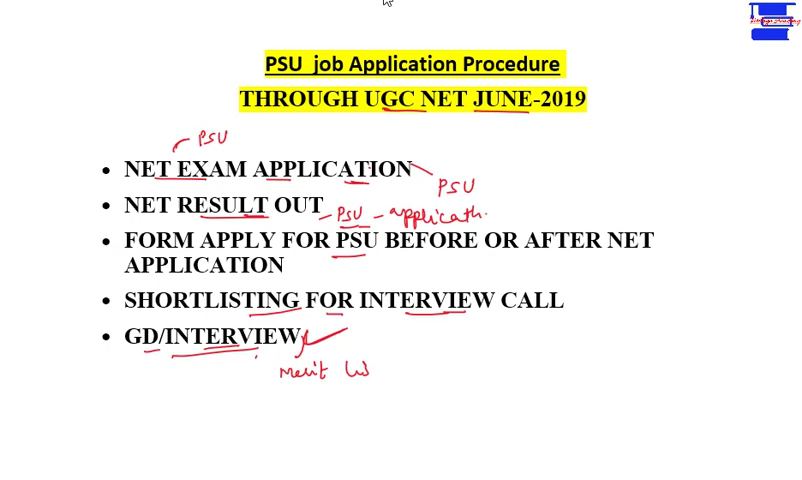 PSU job Application Procedure
THROUGH UGC NET JUNE-2019
PSU
• NET EXAM APPLICATION
PSU
• NET RESULT OUT
PSU - applicath.
• FORM APPLY FOR PSU BEFORE OR AFTER NET
APPLICATION
• SHORTLISTING FOR INTERVIEW CALL
• GD/INTERVIEW
Merit